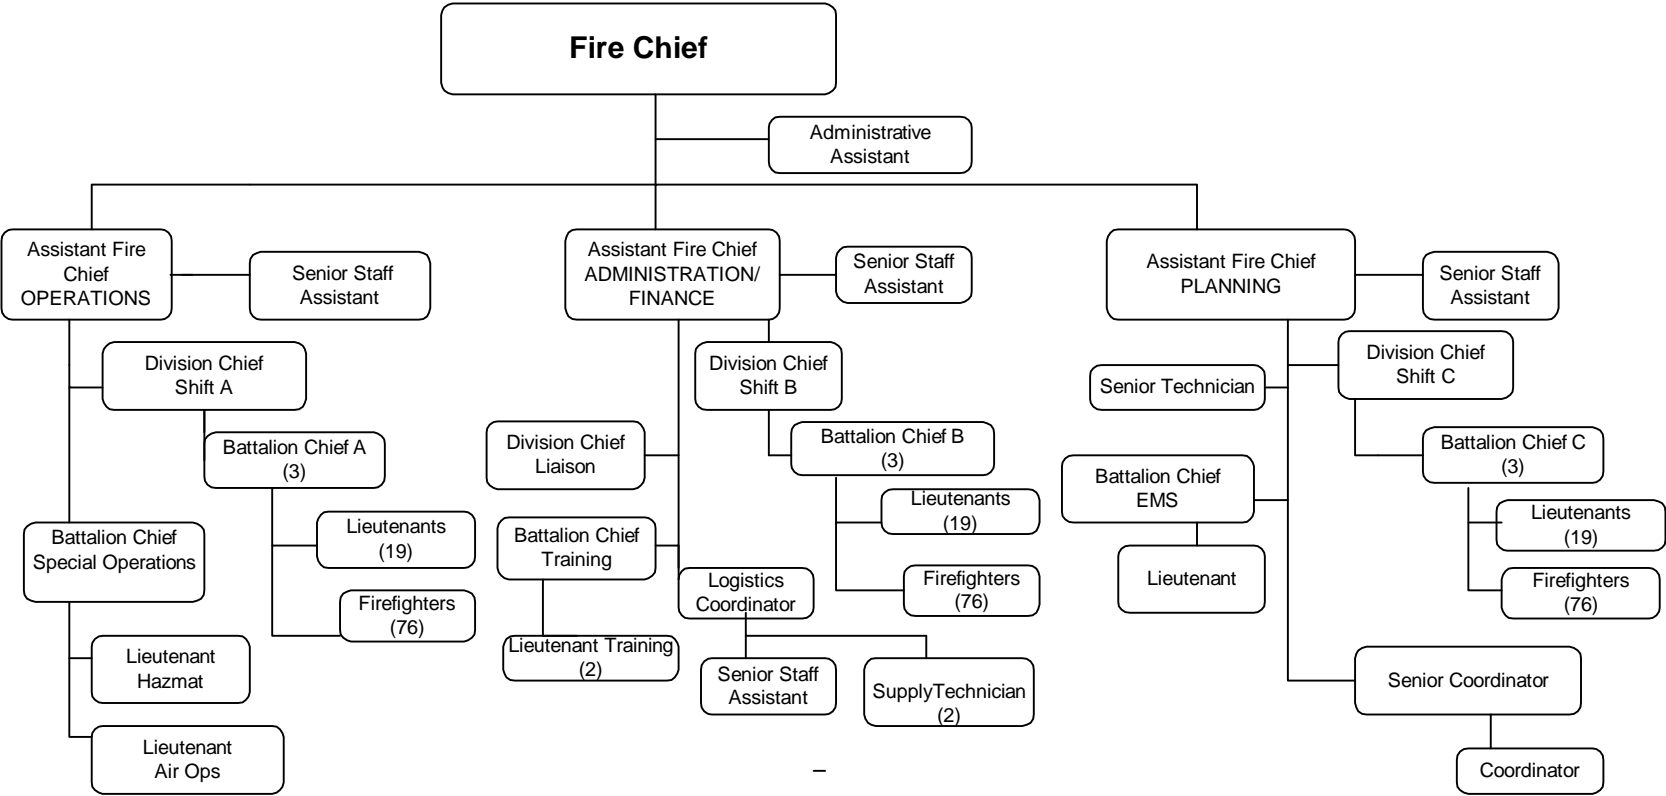 Fire Chief
Administrative
Assistant
Assistant Fire
Chief
OPERATIONS
Senior Staff
Assistant
Assistant Fire Chief
ADMINISTRATION/
FINANCE
Senior Staff
Assistant
Assistant Fire Chief
PLANNING
Senior Staff
Assistant
Division Chief
Shift A
Battalion Chief A
(3)
Lieutenants
(19)
Firefighters
(76)
Battalion Chief
Special Operations
Lieutenant
Hazmat
Lieutenant
Air Ops
Division Chief
Shift B
Division Chief
Liaison
Battalion Chief B
(3)
Lieutenants
(19)
Firefighters
(76)
Battalion Chief
Training
Lieutenant Training
(2)
Logistics
Coordinator
Senior Staff
Assistant
SupplyTechnician
(2)
–
Division Chief
Shift C
Senior Technician
Battalion Chief C
(3)
Lieutenants
(19)
Firefighters
(76)
Battalion Chief
EMS
Lieutenant
Senior Coordinator
Coordinator